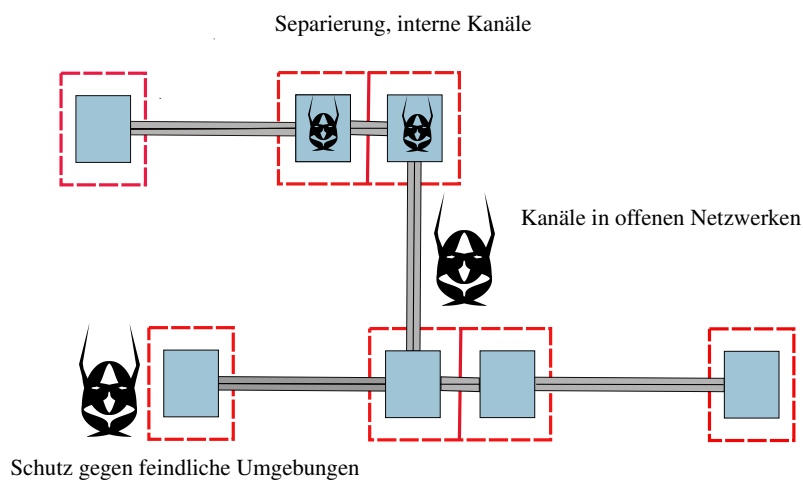 Separierung, interne Kanäle
Kanäle in offenen Netzwerken
Schutz gegen feindliche Umgebungen